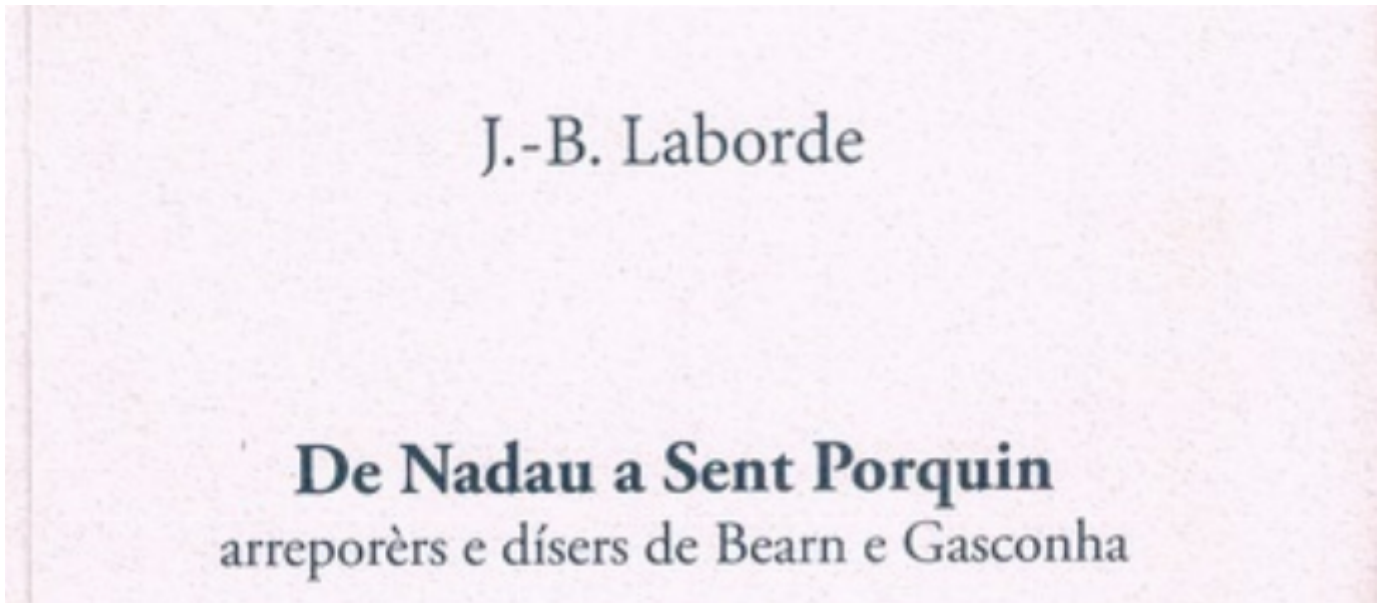 J.-B. Laborde
De Nadau a Sent Porquin
arreporèrs e dísers de Bearn e Gasconha